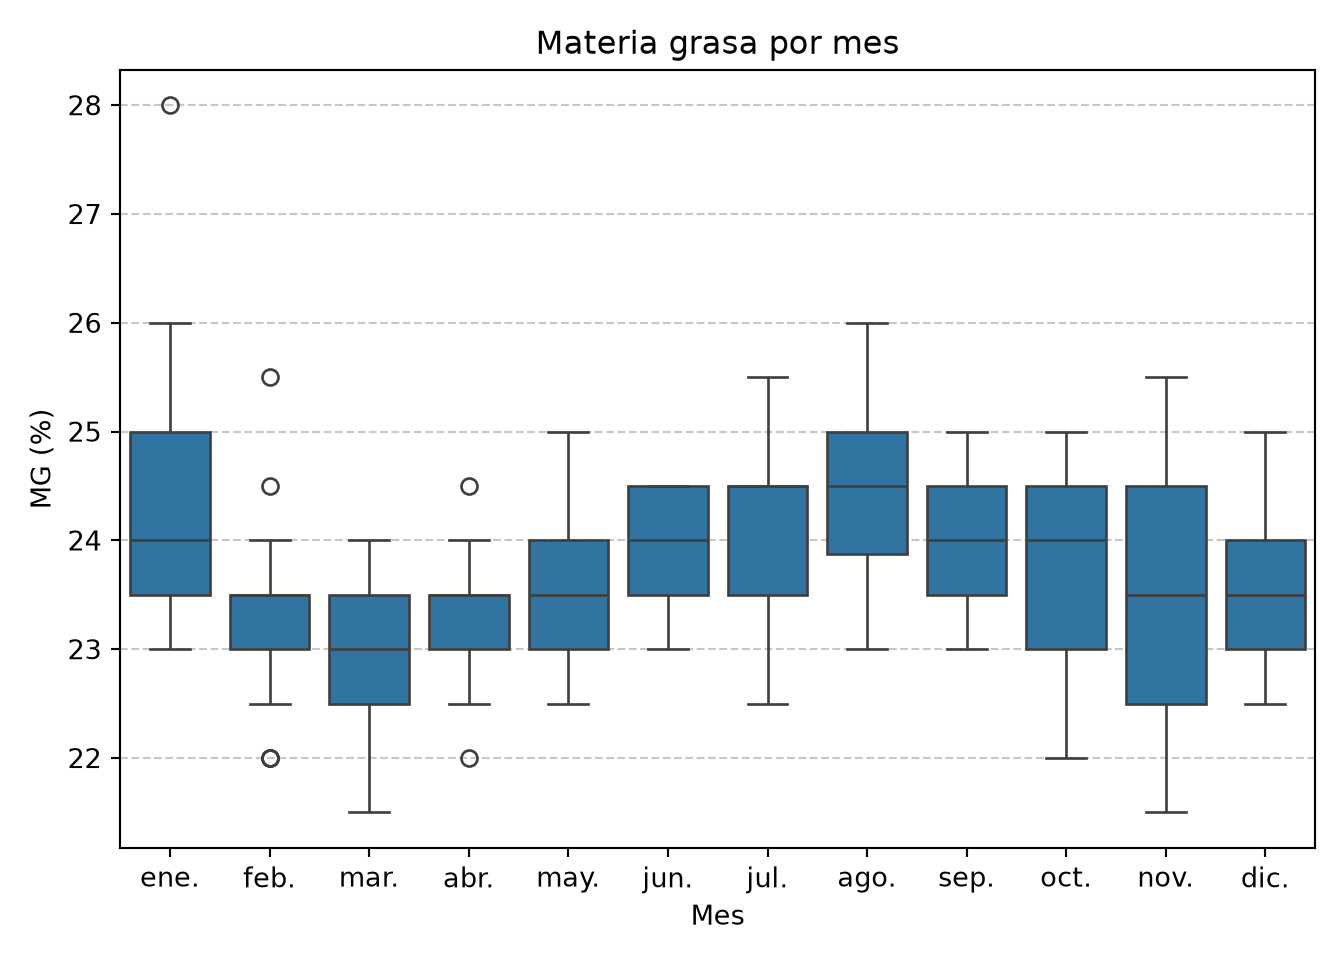 Materia grasa por mes
MG (%)
28
27
26
25
24
23
22
ene. feb. mar. abr. may. jun. jul. ago. sep. oct. nov. dic.
Mes